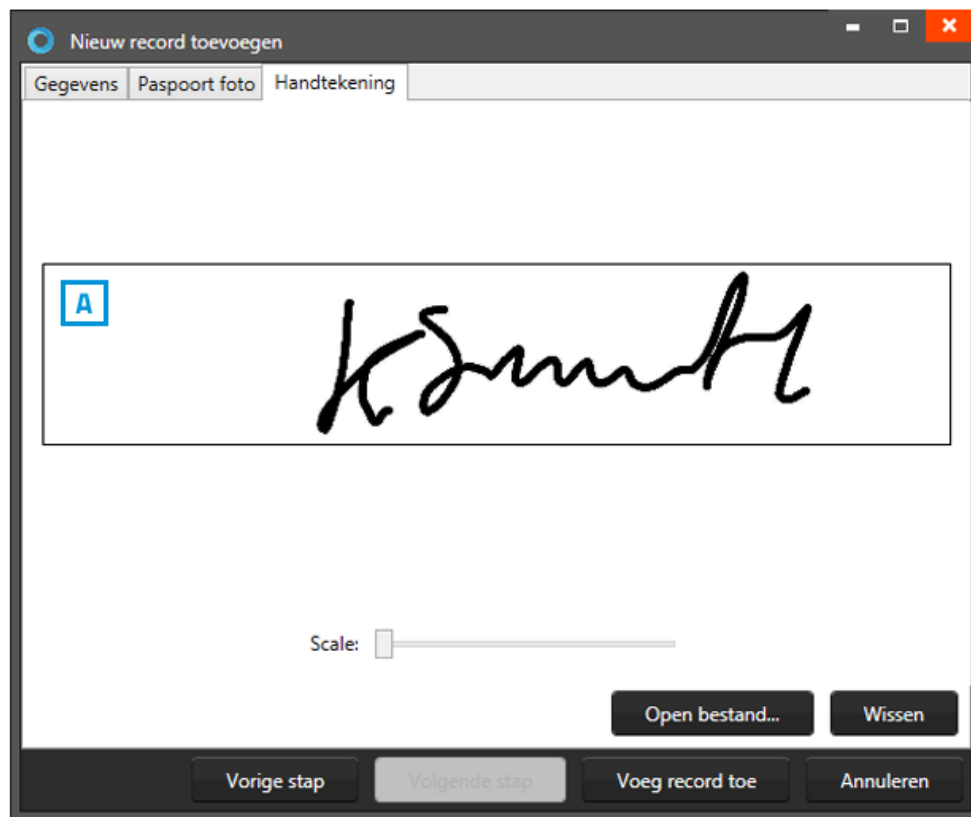 Nieuw record toevoegen
Gegevens Paspoort foto Handtekening
A
KSmith
Scale:
Open bestand... Wissen
Vorige stap Volgende stap Voeg record toe Annuleren